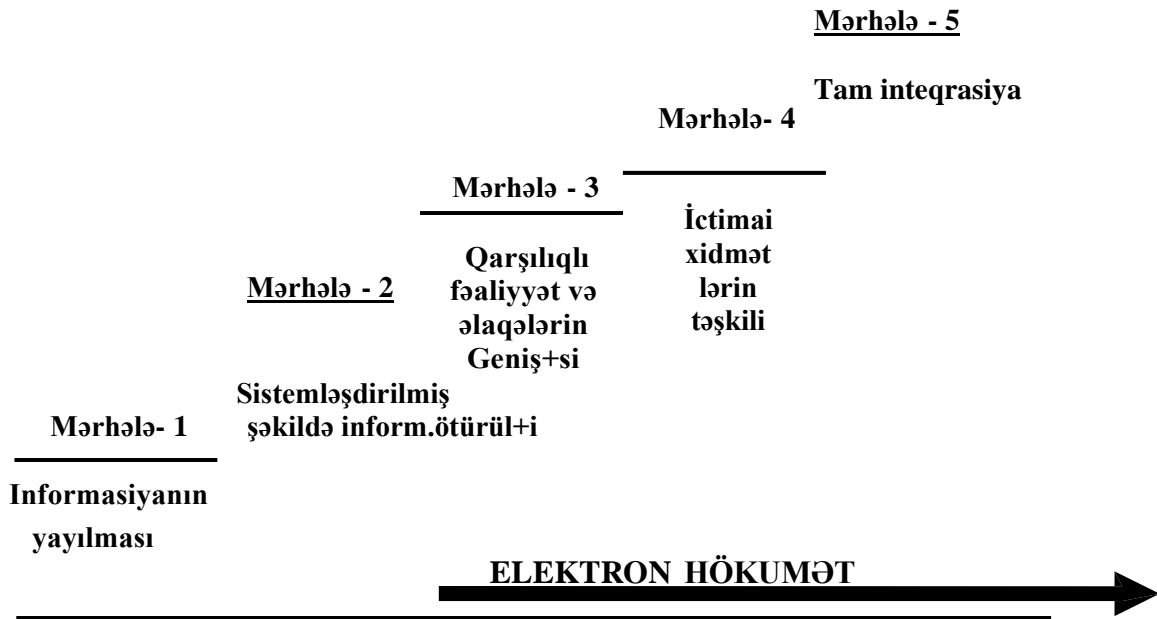 Mərhələ - 5
Tam inteqrasiya
Mərhələ- 4
İctimai
xidmət
lərin
təşkili
Mərhələ - 3
Qarşılıqlı
fəaliyyət və
əlaqələrin
Geniş+si
Mərhələ - 2
Sistemləşdirilmiş
şəkildə inform.ötürül+i
Mərhələ- 1
Informasiyanın
yayılması
ELEKTRON HÖKUMƏT